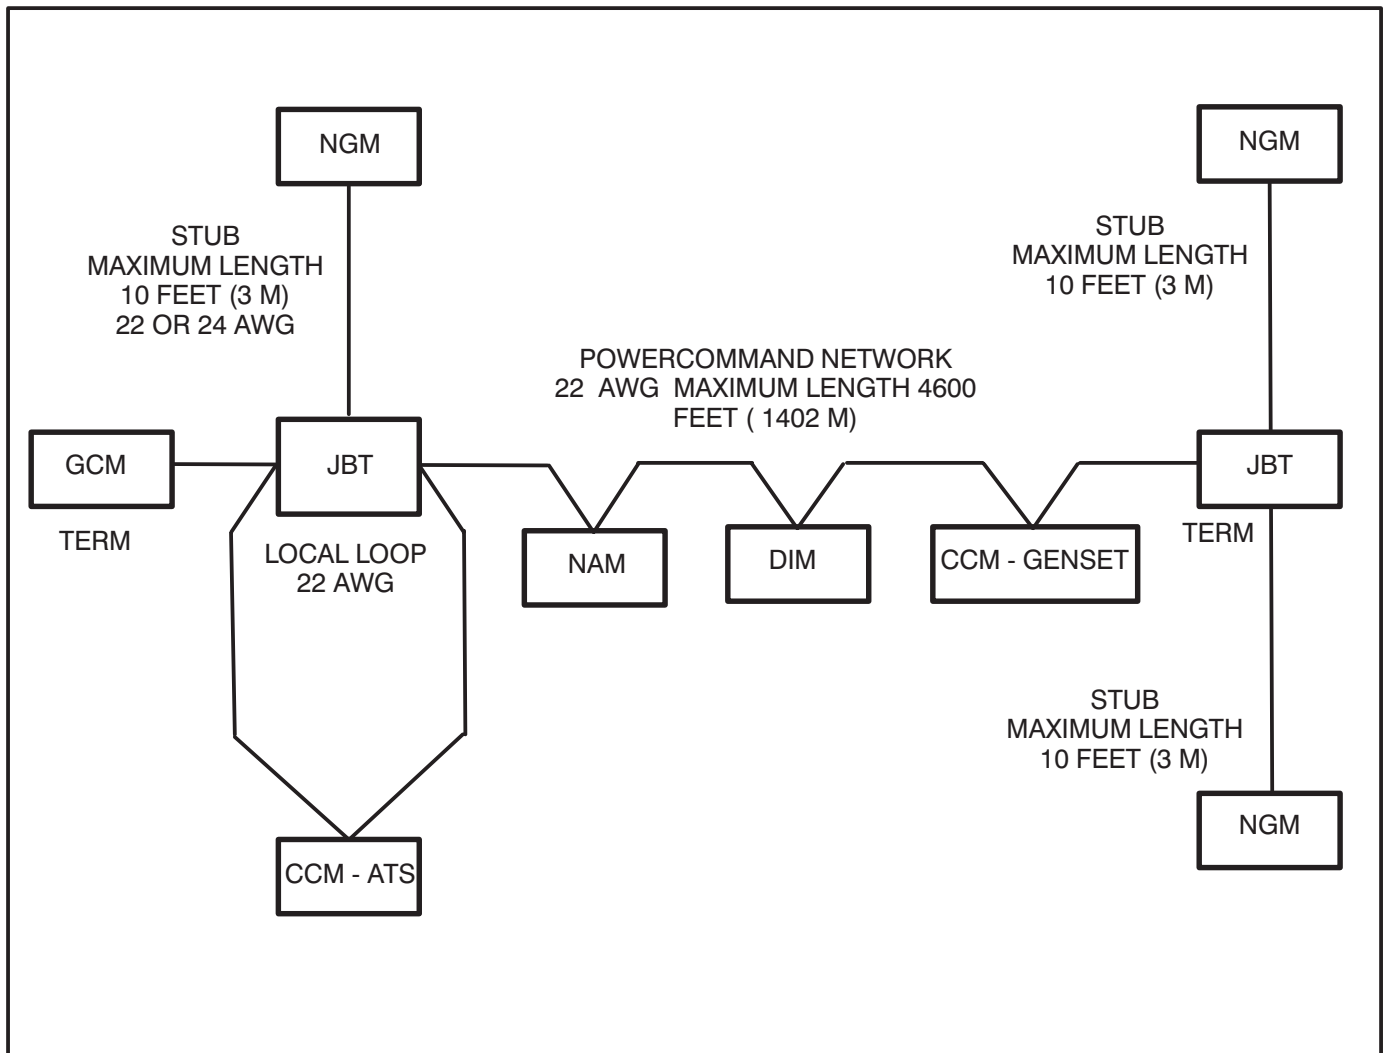 NGM
NGM
STUB
MAXIMUM LENGTH
10 FEET (3 M)
22 OR 24 AWG
STUB
MAXIMUM LENGTH
10 FEET (3 M)
POWERCOMMAND NETWORK
22 AWG MAXIMUM LENGTH 4600
FEET ( 1402 M)
GCM
JBT
JBT
TERM
LOCAL LOOP
22 AWG
NAM
DIM
CCM - GENSET
TERM
STUB
MAXIMUM LENGTH
10 FEET (3 M)
NGM
CCM - ATS